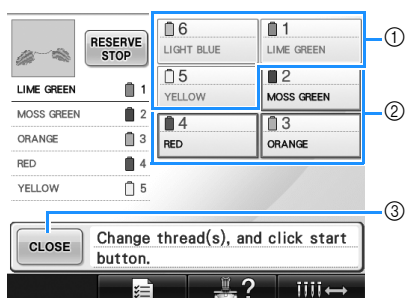 RESERVE
STOP
LIME GREEN 1
MOSS GREEN 2
ORANGE 3
RED 4
YELLOW 5
6
LIGHT BLUE
1
LIME GREEN
5
YELLOW
2
MOSS GREEN
4
RED
3
ORANGE
①
②
③
CLOSE
Change thread(s), and click start
button.
?